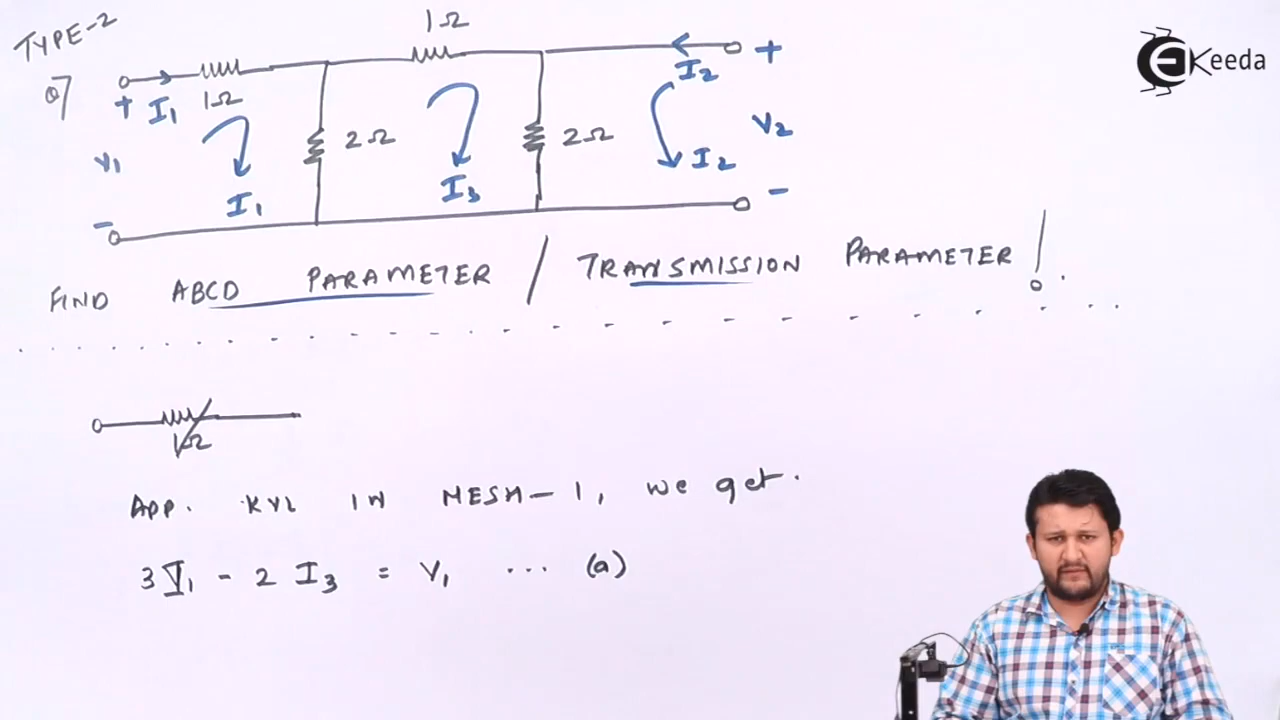 TYPE-2
Q] 1Ω 1Ω 2Ω 2Ω
+ I₁ V₁ -
I₁ I₃ I₂ I₂
+ V₂ -
EKeeda
FIND ABCD PARAMETER / TRANSMISSION PARAMETER !
1Ω
APP. KVL IN MESH-1, we get.
3I₁ - 2 I₃ = V₁ ... (a)